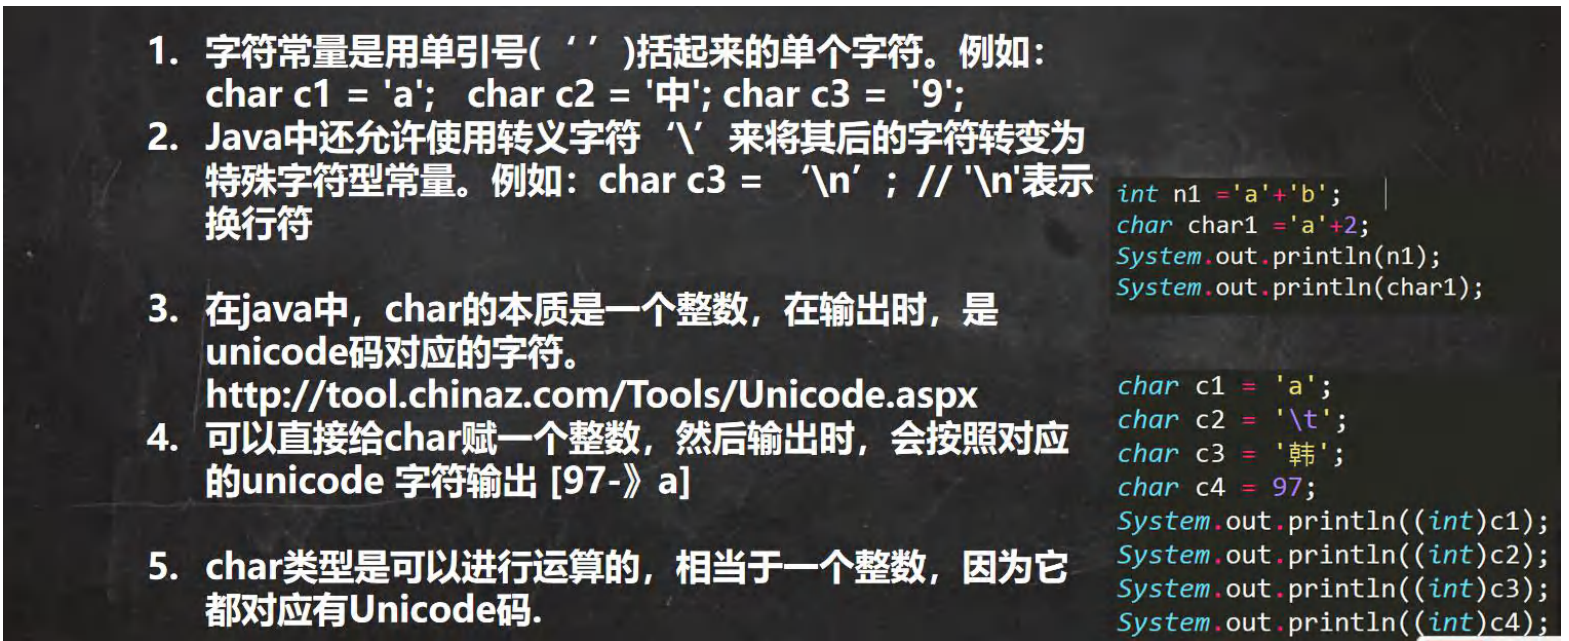 1. 字符常量是用单引号(‘ ’)括起来的单个字符。例如：
char c1 = 'a';   char c2 = '中'; char c3 =  '9';
2. Java中还允许使用转义字符‘\’来将其后的字符转变为
特殊字符型常量。例如：char c3 = ‘\n’; // '\n'表示
换行符
3. 在java中，char的本质是一个整数，在输出时，是
unicode码对应的字符。
http://tool.chinaz.com/Tools/Unicode.aspx
4. 可以直接给char赋一个整数，然后输出时，会按照对应
的unicode 字符输出 [97-》a]
5. char类型是可以进行运算的，相当于一个整数，因为它
都对应有Unicode码.
int n1 ='a'+'b';
char char1 ='a'+2;
System.out.println(n1);
System.out.println(char1);
char c1 = 'a';
char c2 = '\t';
char c3 = '韩';
char c4 = 97;
System.out.println((int)c1);
System.out.println((int)c2);
System.out.println((int)c3);
System.out.println((int)c4);